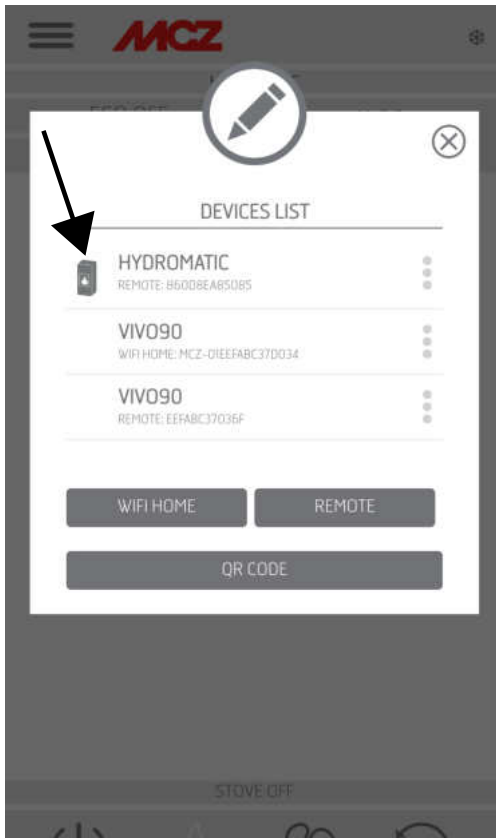 MCZ
DEVICES LIST
HYDROMATIC
REMOTE: 860D8EA85085
VIVO90
WIFI HOME: MCZ-01EEFABC37D034
VIVO90
REMOTE: EEFABC37036F
WIFI HOME
REMOTE
QR CODE
STOVE OFF